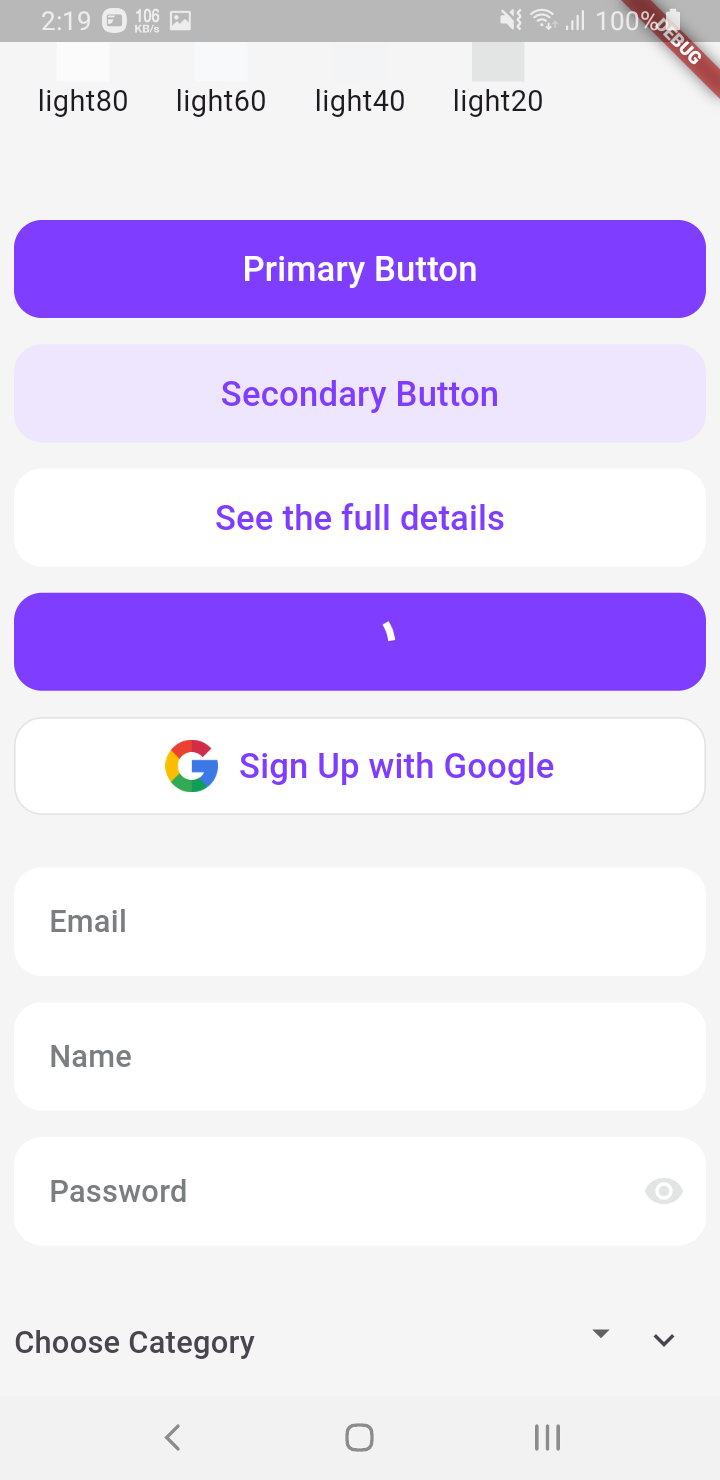 2:19 106 KB/s 100%
DEBUG
light80 light60 light40 light20
Primary Button
Secondary Button
See the full details
Sign Up with Google
Email
Name
Password
Choose Category